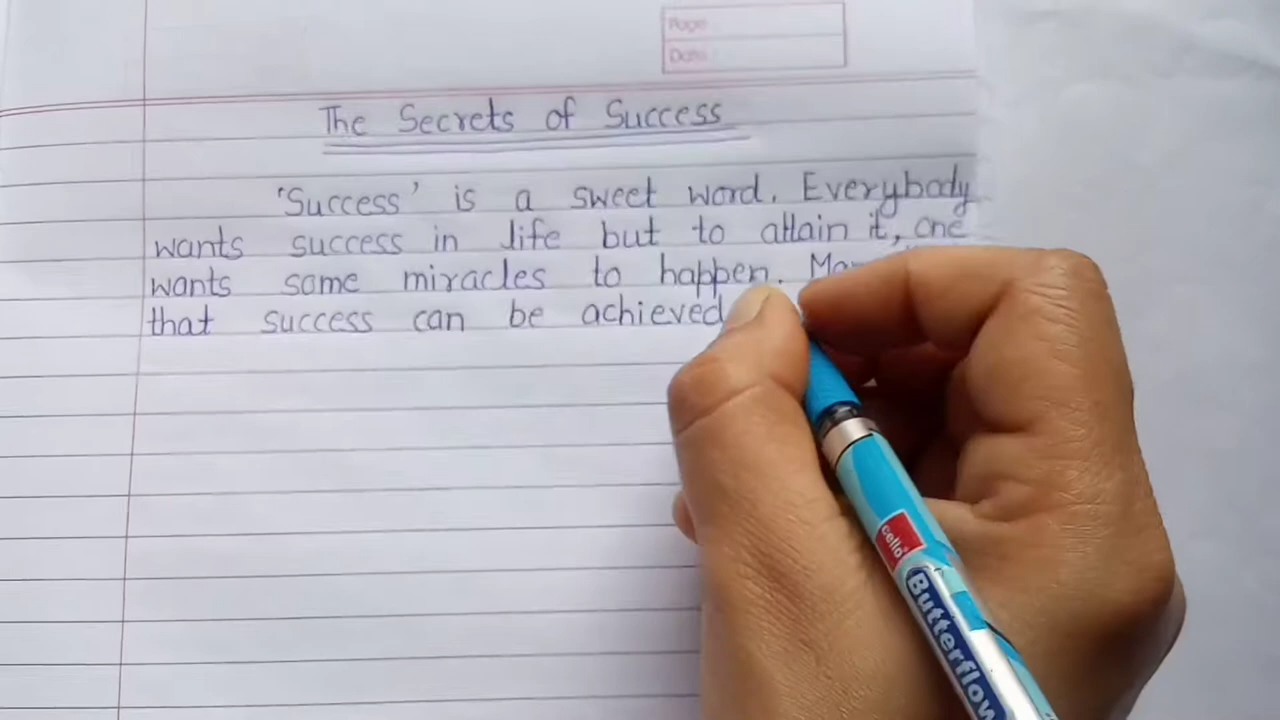 Page :
Date :
The Secrets of Success
'Success' is a sweet word. Everybody
wants success in life but to attain it, one
wants some miracles to happen.
that success can be achieved
cello
Butterflow